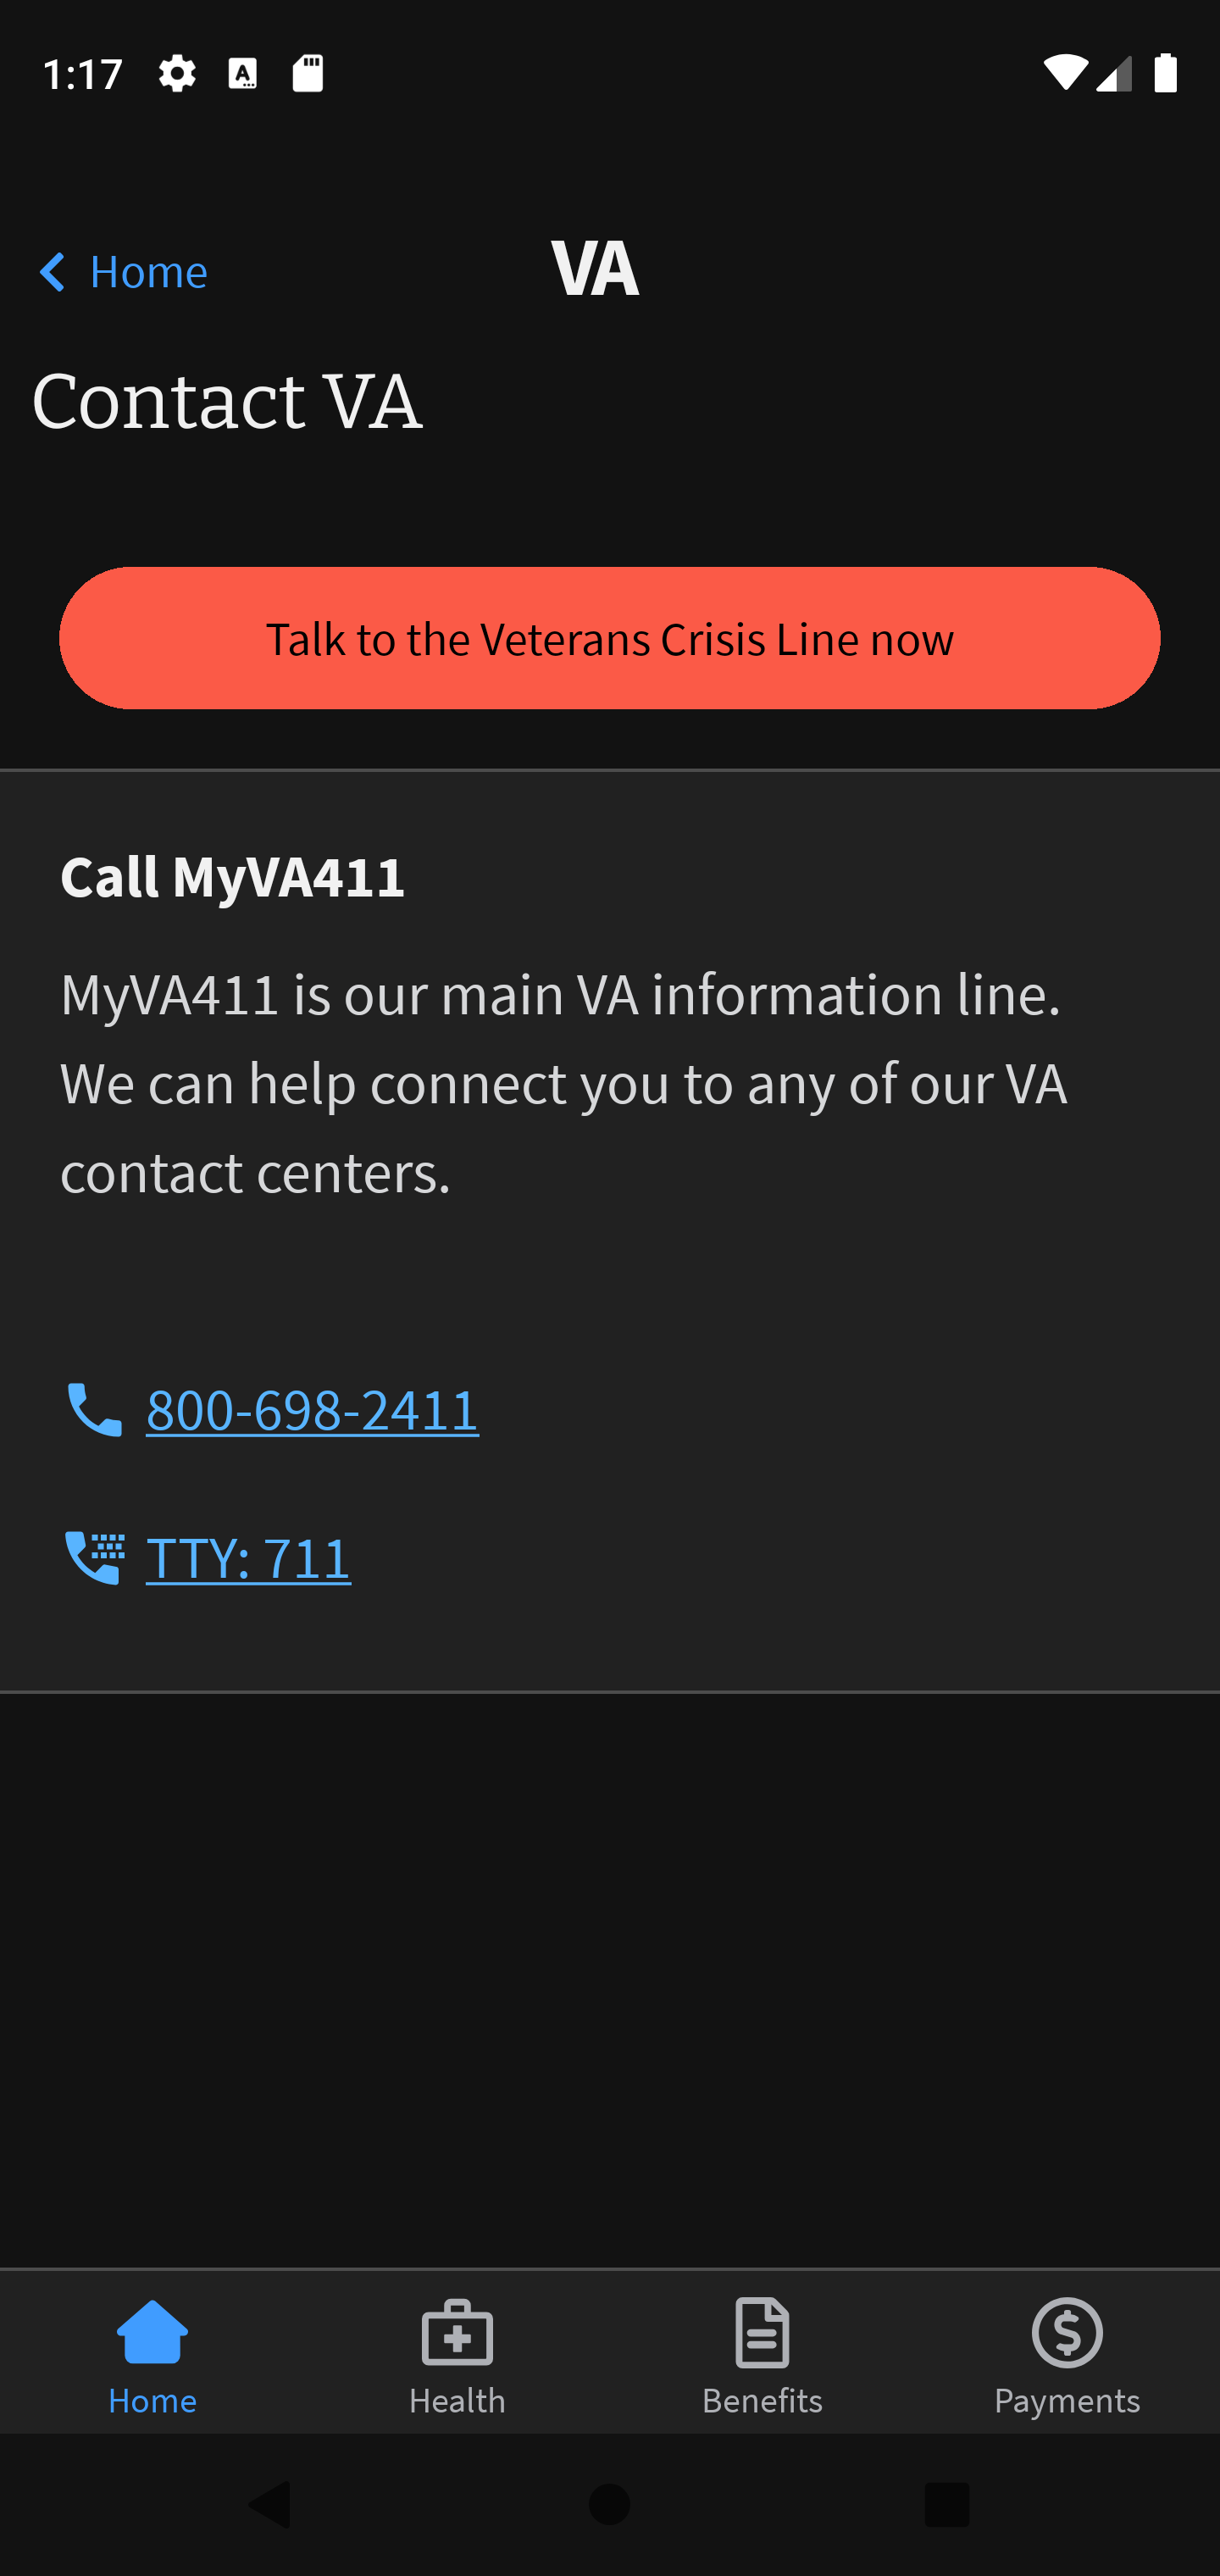 1:17
Home
VA
Contact VA
Talk to the Veterans Crisis Line now
Call MyVA411
MyVA411 is our main VA information line.
We can help connect you to any of our VA
contact centers.
800-698-2411
TTY: 711
Home
Health
Benefits
Payments